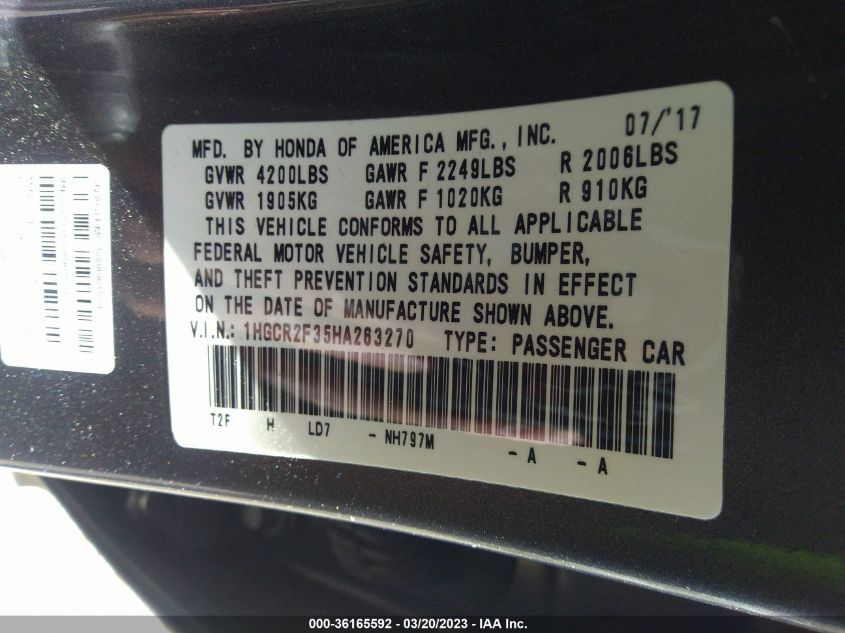 MFD. BY HONDA OF AMERICA MFG., INC. 07/'17
GVWR 4200LBS GAWR F 2249LBS R 2006LBS
GVWR 1905KG GAWR F 1020KG R 910KG
THIS VEHICLE CONFORMS TO ALL APPLICABLE
FEDERAL MOTOR VEHICLE SAFETY, BUMPER,
AND THEFT PREVENTION STANDARDS IN EFFECT
ON THE DATE OF MANUFACTURE SHOWN ABOVE.
V.I.N.: 1HGCR2F35HA263270 TYPE: PASSENGER CAR
T2F H LD7 - NH797M - A - A
000-36165592 / 03/20/2023 — IAA Inc.